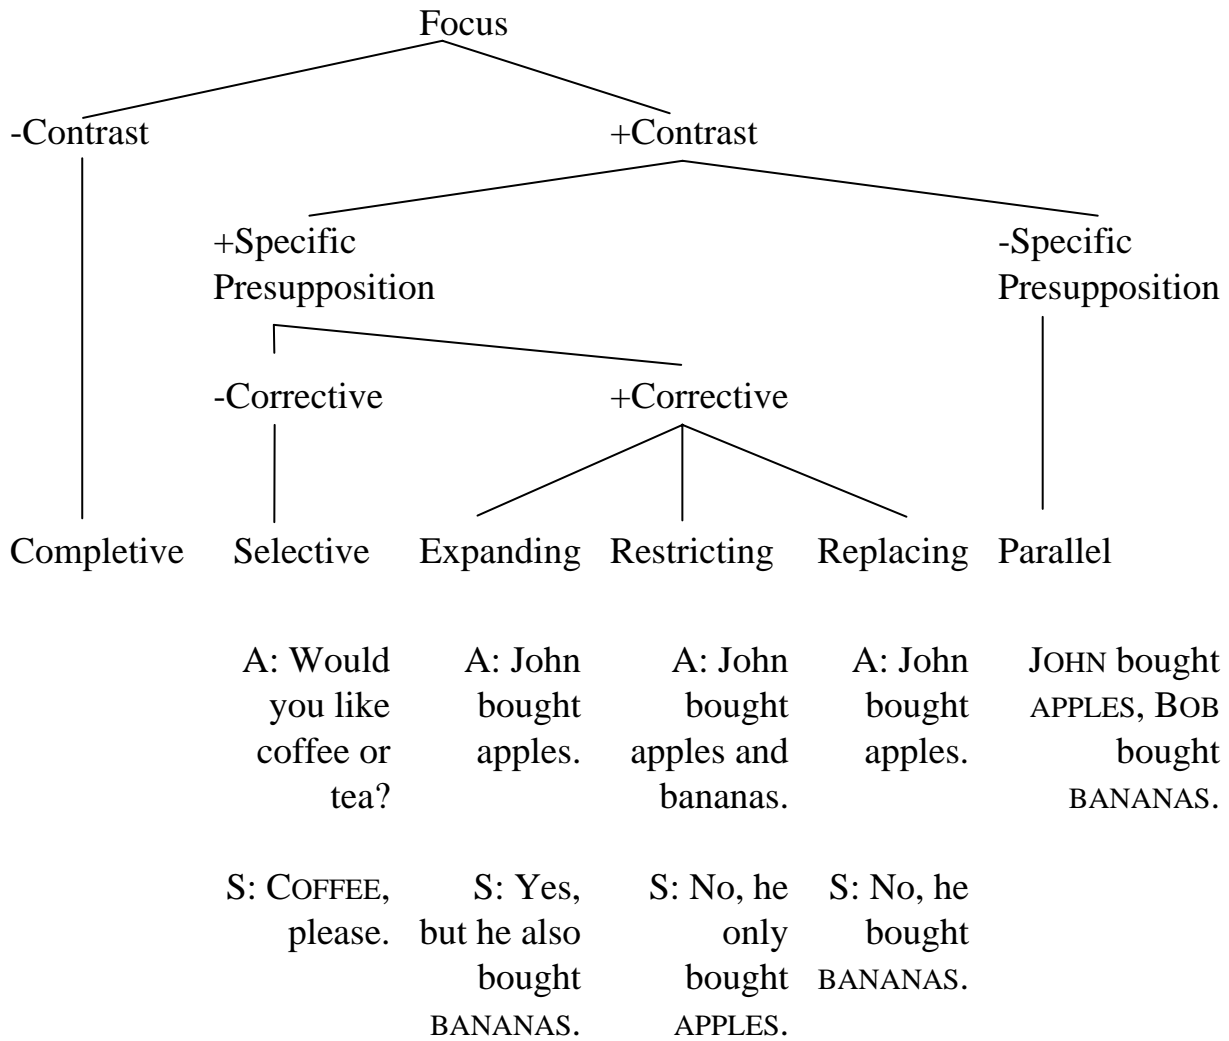 Focus
-Contrast
+Contrast
+Specific
Presupposition
-Specific
Presupposition
-Corrective
+Corrective
Completive
Selective
Expanding
Restricting
Replacing
Parallel
A: Would
you like
coffee or
tea?
S: COFFEE,
please.
A: John
bought
apples.
S: Yes,
but he also
bought
BANANAS.
A: John
bought
apples and
bananas.
S: No, he
only
bought
APPLES.
A: John
bought
apples.
S: No, he
bought
BANANAS.
JOHN bought
APPLES, BOB
bought
BANANAS.